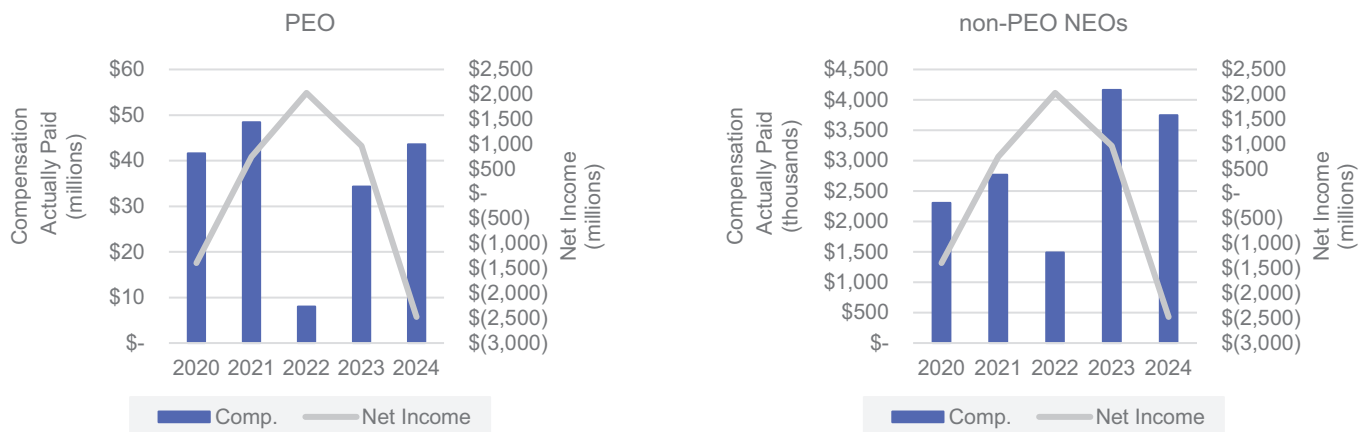 PEO
Compensation
Actually Paid
(millions)
$60
$50
$40
$30
$20
$10
$-
$2,500
$2,000
$1,500
$1,000
$500
$-
$(500)
$(1,000)
$(1,500)
$(2,000)
$(2,500)
$(3,000)
Net Income
(millions)
2020 2021 2022 2023 2024
Comp. Net Income
non-PEO NEOs
Compensation
Actually Paid
(thousands)
$4,500
$4,000
$3,500
$3,000
$2,500
$2,000
$1,500
$1,000
$500
$-
$2,500
$2,000
$1,500
$1,000
$500
$-
$(500)
$(1,000)
$(1,500)
$(2,000)
$(2,500)
$(3,000)
Net Income
(millions)
2020 2021 2022 2023 2024
Comp. Net Income